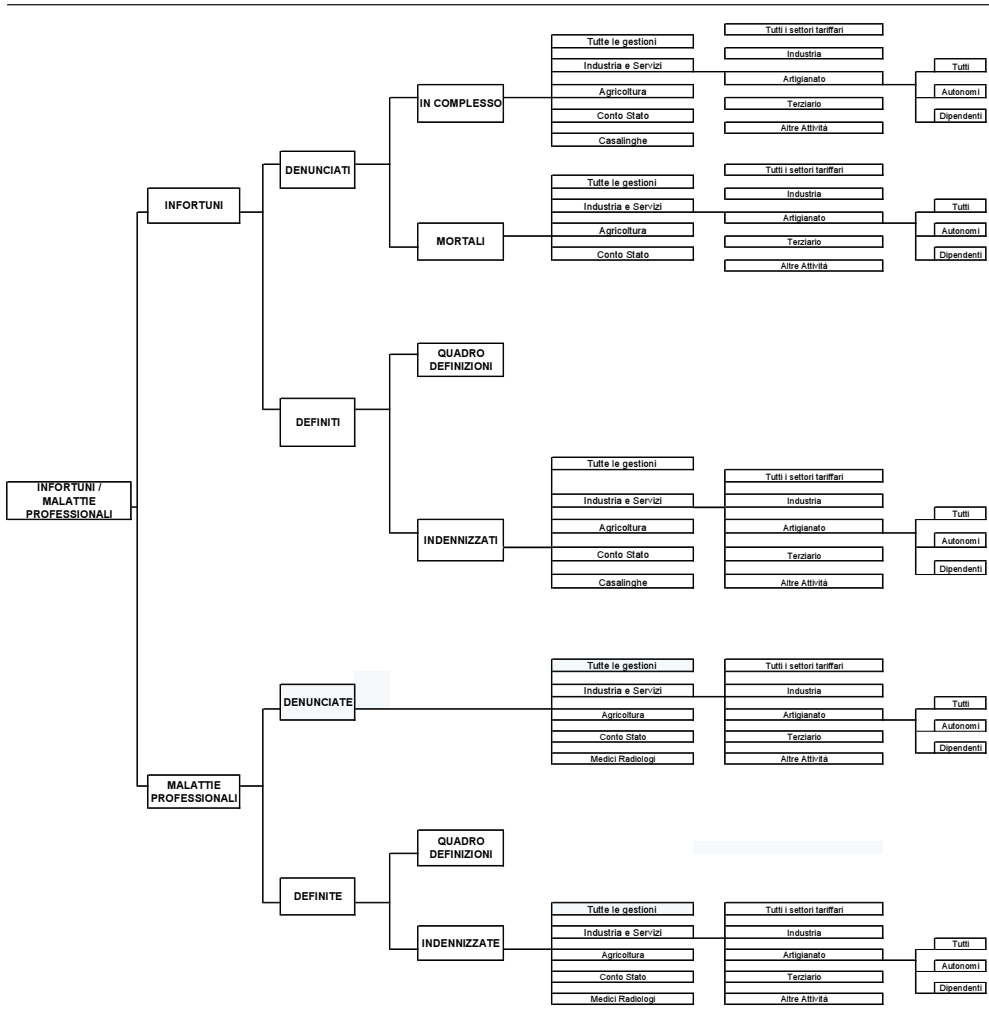 INFORTUNI /
MALATTIE
PROFESSIONALI
INFORTUNI
DENUNCIATI
IN COMPLESSO
Tutte le gestioni
Industria e Servizi
Agricoltura
Conto Stato
Casalinghe
Tutti i settori tariffari
Industria
Artigianato
Terziario
Altre Attività
Tutti
Autonomi
Dipendenti
MORTALI
Tutte le gestioni
Industria e Servizi
Agricoltura
Conto Stato
Tutti i settori tariffari
Industria
Artigianato
Terziario
Altre Attività
Tutti
Autonomi
Dipendenti
DEFINITI
QUADRO
DEFINIZIONI
INDENNIZZATI
Tutte le gestioni
Industria e Servizi
Agricoltura
Conto Stato
Casalinghe
Tutti i settori tariffari
Industria
Artigianato
Terziario
Altre Attività
Tutti
Autonomi
Dipendenti
MALATTIE
PROFESSIONALI
DENUNCIATE
Tutte le gestioni
Industria e Servizi
Agricoltura
Conto Stato
Medici Radiologi
Tutti i settori tariffari
Industria
Artigianato
Terziario
Altre Attività
Tutti
Autonomi
Dipendenti
DEFINITE
QUADRO
DEFINIZIONI
INDENNIZZATE
Tutte le gestioni
Industria e Servizi
Agricoltura
Conto Stato
Medici Radiologi
Tutti i settori tariffari
Industria
Artigianato
Terziario
Altre Attività
Tutti
Autonomi
Dipendenti